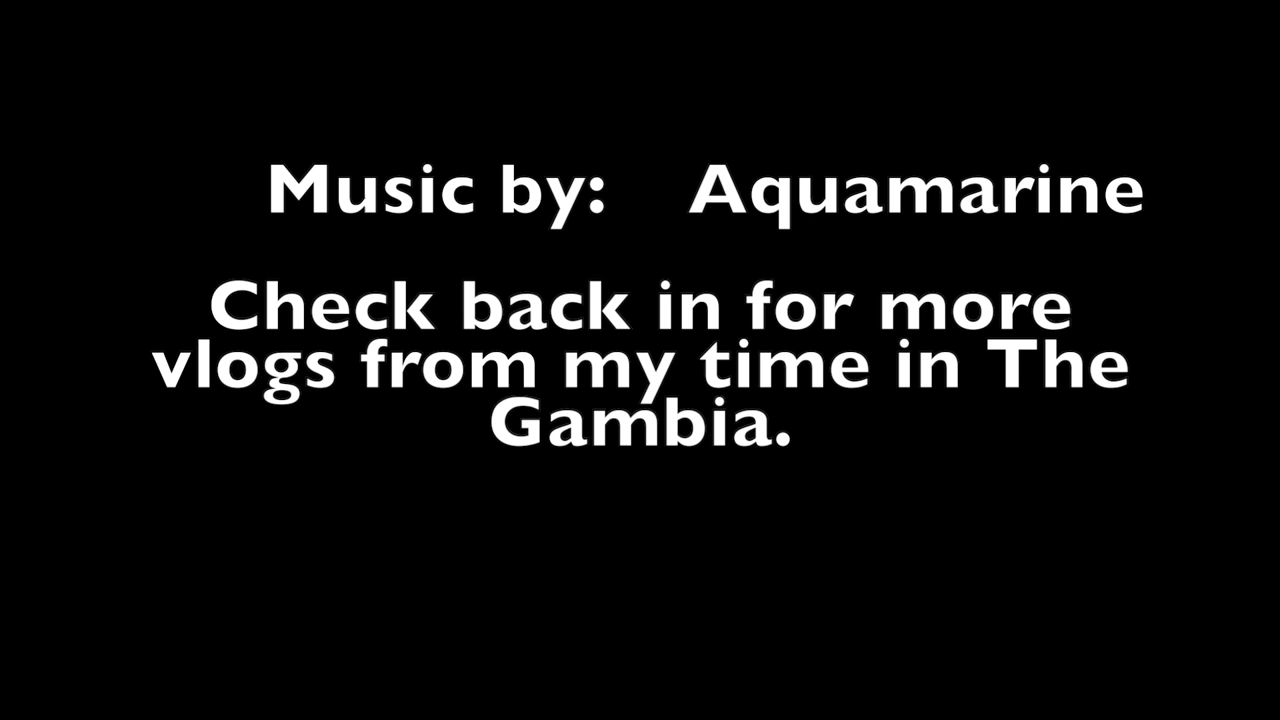 Music by: Aquamarine
Check back in for more
vlogs from my time in The
Gambia.